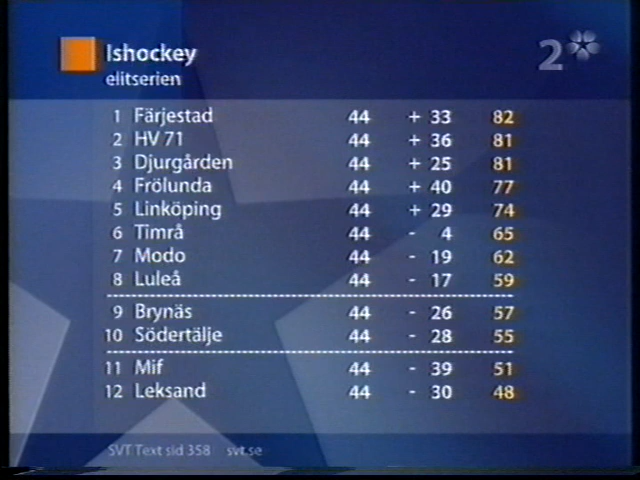 Ishockey
elitserien
2
1 Färjestad 44 + 33 82
2 HV 71 44 + 36 81
3 Djurgården 44 + 25 81
4 Frölunda 44 + 40 77
5 Linköping 44 + 29 74
6 Timrå 44 - 4 65
7 Modo 44 - 19 62
8 Luleå 44 - 17 59
9 Brynäs 44 - 26 57
10 Södertälje 44 - 28 55
11 Mif 44 - 39 51
12 Leksand 44 - 30 48
SVT Text sid 358 svt.se